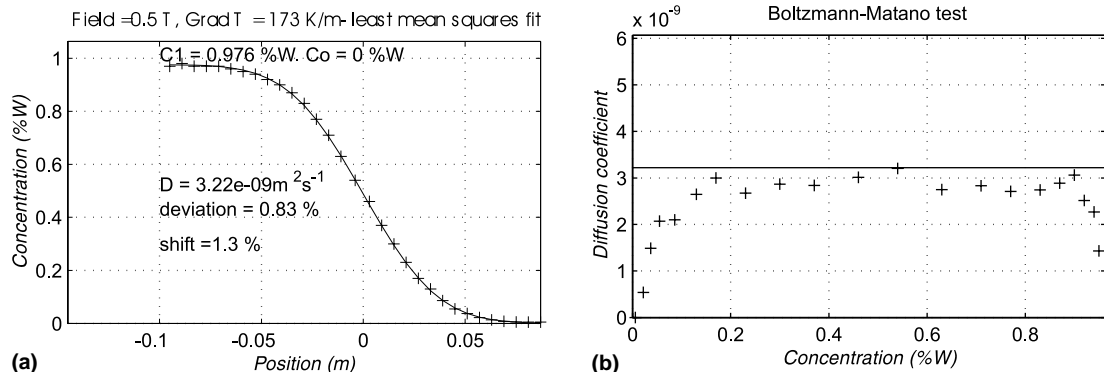 Field =0.5 T, Grad T = 173 K/m- least mean squares fit
C1 = 0.976 %W. Co = 0 %W
1
0.8
0.6
0.4
0.2
0
Concentration (%W)
D = 3.22e-09m 2s-1
deviation = 0.83 %
shift =1.3 %
-0.1
-0.05
0
0.05
Position (m)
(a)
x 10-9
Boltzmann-Matano test
6
5
4
3
2
1
0
Diffusion coefficient
0
0.2
0.4
0.6
0.8
Concentration (%W)
(b)